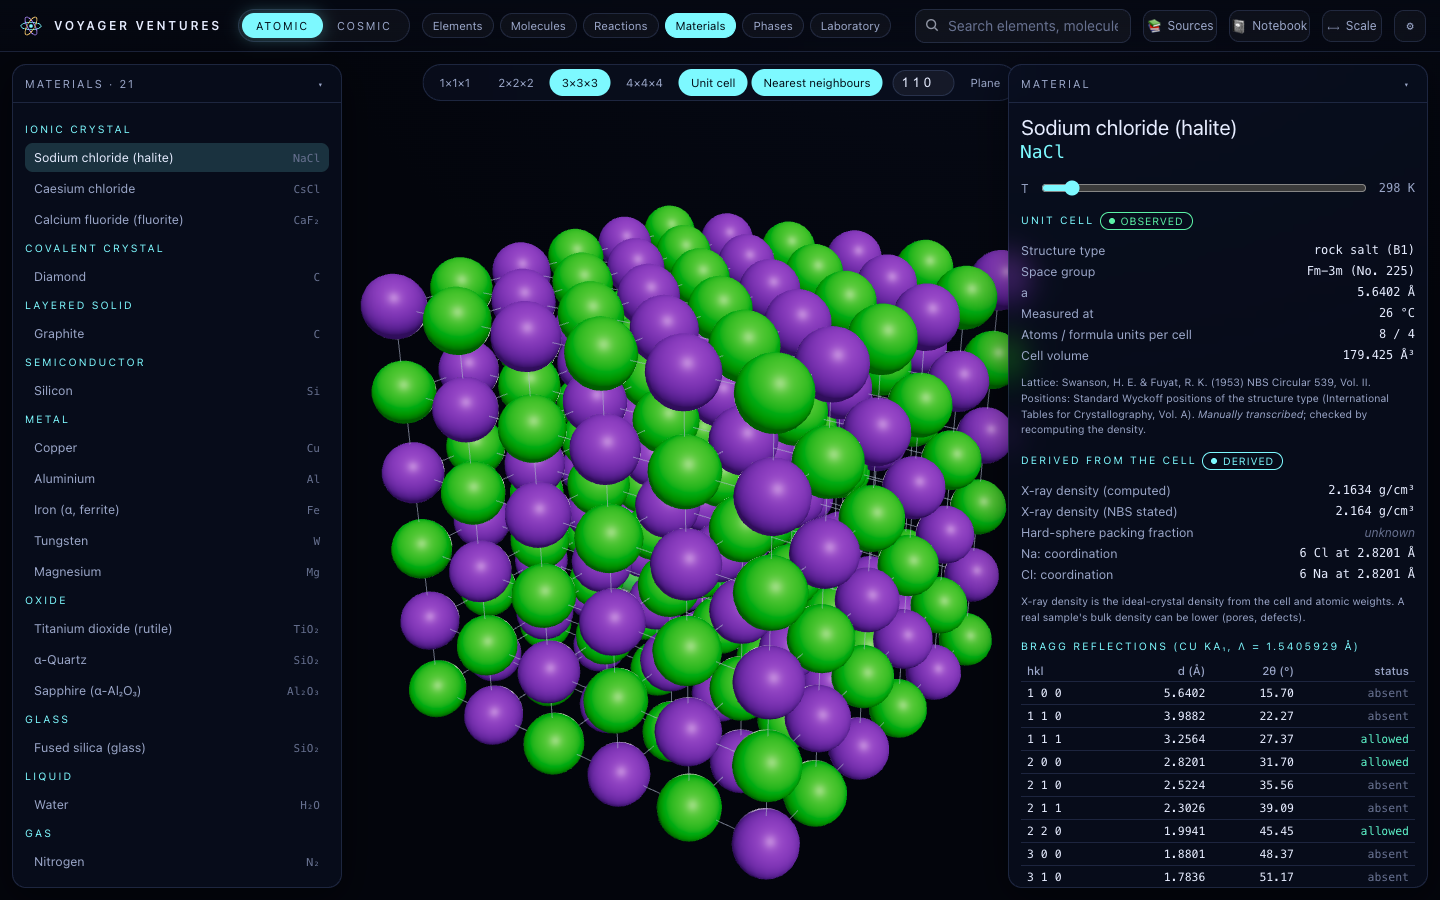 VOYAGER VENTURES
ATOMIC
COSMIC
Elements
Molecules
Reactions
Materials
Phases
Laboratory
Search elements, molecule
Sources
Notebook
Scale
MATERIALS · 21
IONIC CRYSTAL
Sodium chloride (halite) NaCl
Caesium chloride CsCl
Calcium fluoride (fluorite) CaF₂
COVALENT CRYSTAL
Diamond C
LAYERED SOLID
Graphite C
SEMICONDUCTOR
Silicon Si
METAL
Copper Cu
Aluminium Al
Iron (α, ferrite) Fe
Tungsten W
Magnesium Mg
OXIDE
Titanium dioxide (rutile) TiO₂
α-Quartz SiO₂
Sapphire (α-Al₂O₃) Al₂O₃
GLASS
Fused silica (glass) SiO₂
LIQUID
Water H₂O
GAS
Nitrogen N₂
1×1×1
2×2×2
3×3×3
4×4×4
Unit cell
Nearest neighbours
1 1 0
Plane
MATERIAL
Sodium chloride (halite)
NaCl
T 298 K
UNIT CELL OBSERVED
Structure type rock salt (B1)
Space group Fm−3m (No. 225)
a 5.6402 Å
Measured at 26 °C
Atoms / formula units per cell 8 / 4
Cell volume 179.425 Å³
Lattice: Swanson, H. E. & Fuyat, R. K. (1953) NBS Circular 539, Vol. II.
Positions: Standard Wyckoff positions of the structure type (International
Tables for Crystallography, Vol. A). Manually transcribed; checked by
recomputing the density.
DERIVED FROM THE CELL DERIVED
X-ray density (computed) 2.1634 g/cm³
X-ray density (NBS stated) 2.164 g/cm³
Hard-sphere packing fraction unknown
Na: coordination 6 Cl at 2.8201 Å
Cl: coordination 6 Na at 2.8201 Å
X-ray density is the ideal-crystal density from the cell and atomic weights. A
real sample's bulk density can be lower (pores, defects).
BRAGG REFLECTIONS (CU KΑ₁, Λ = 1.5405929 Å)
hkl d (Å) 2θ (°) status
1 0 0 5.6402 15.70 absent
1 1 0 3.9882 22.27 absent
1 1 1 3.2564 27.37 allowed
2 0 0 2.8201 31.70 allowed
2 1 0 2.5224 35.56 absent
2 1 1 2.3026 39.09 absent
2 2 0 1.9941 45.45 allowed
3 0 0 1.8801 48.37 absent
3 1 0 1.7836 51.17 absent